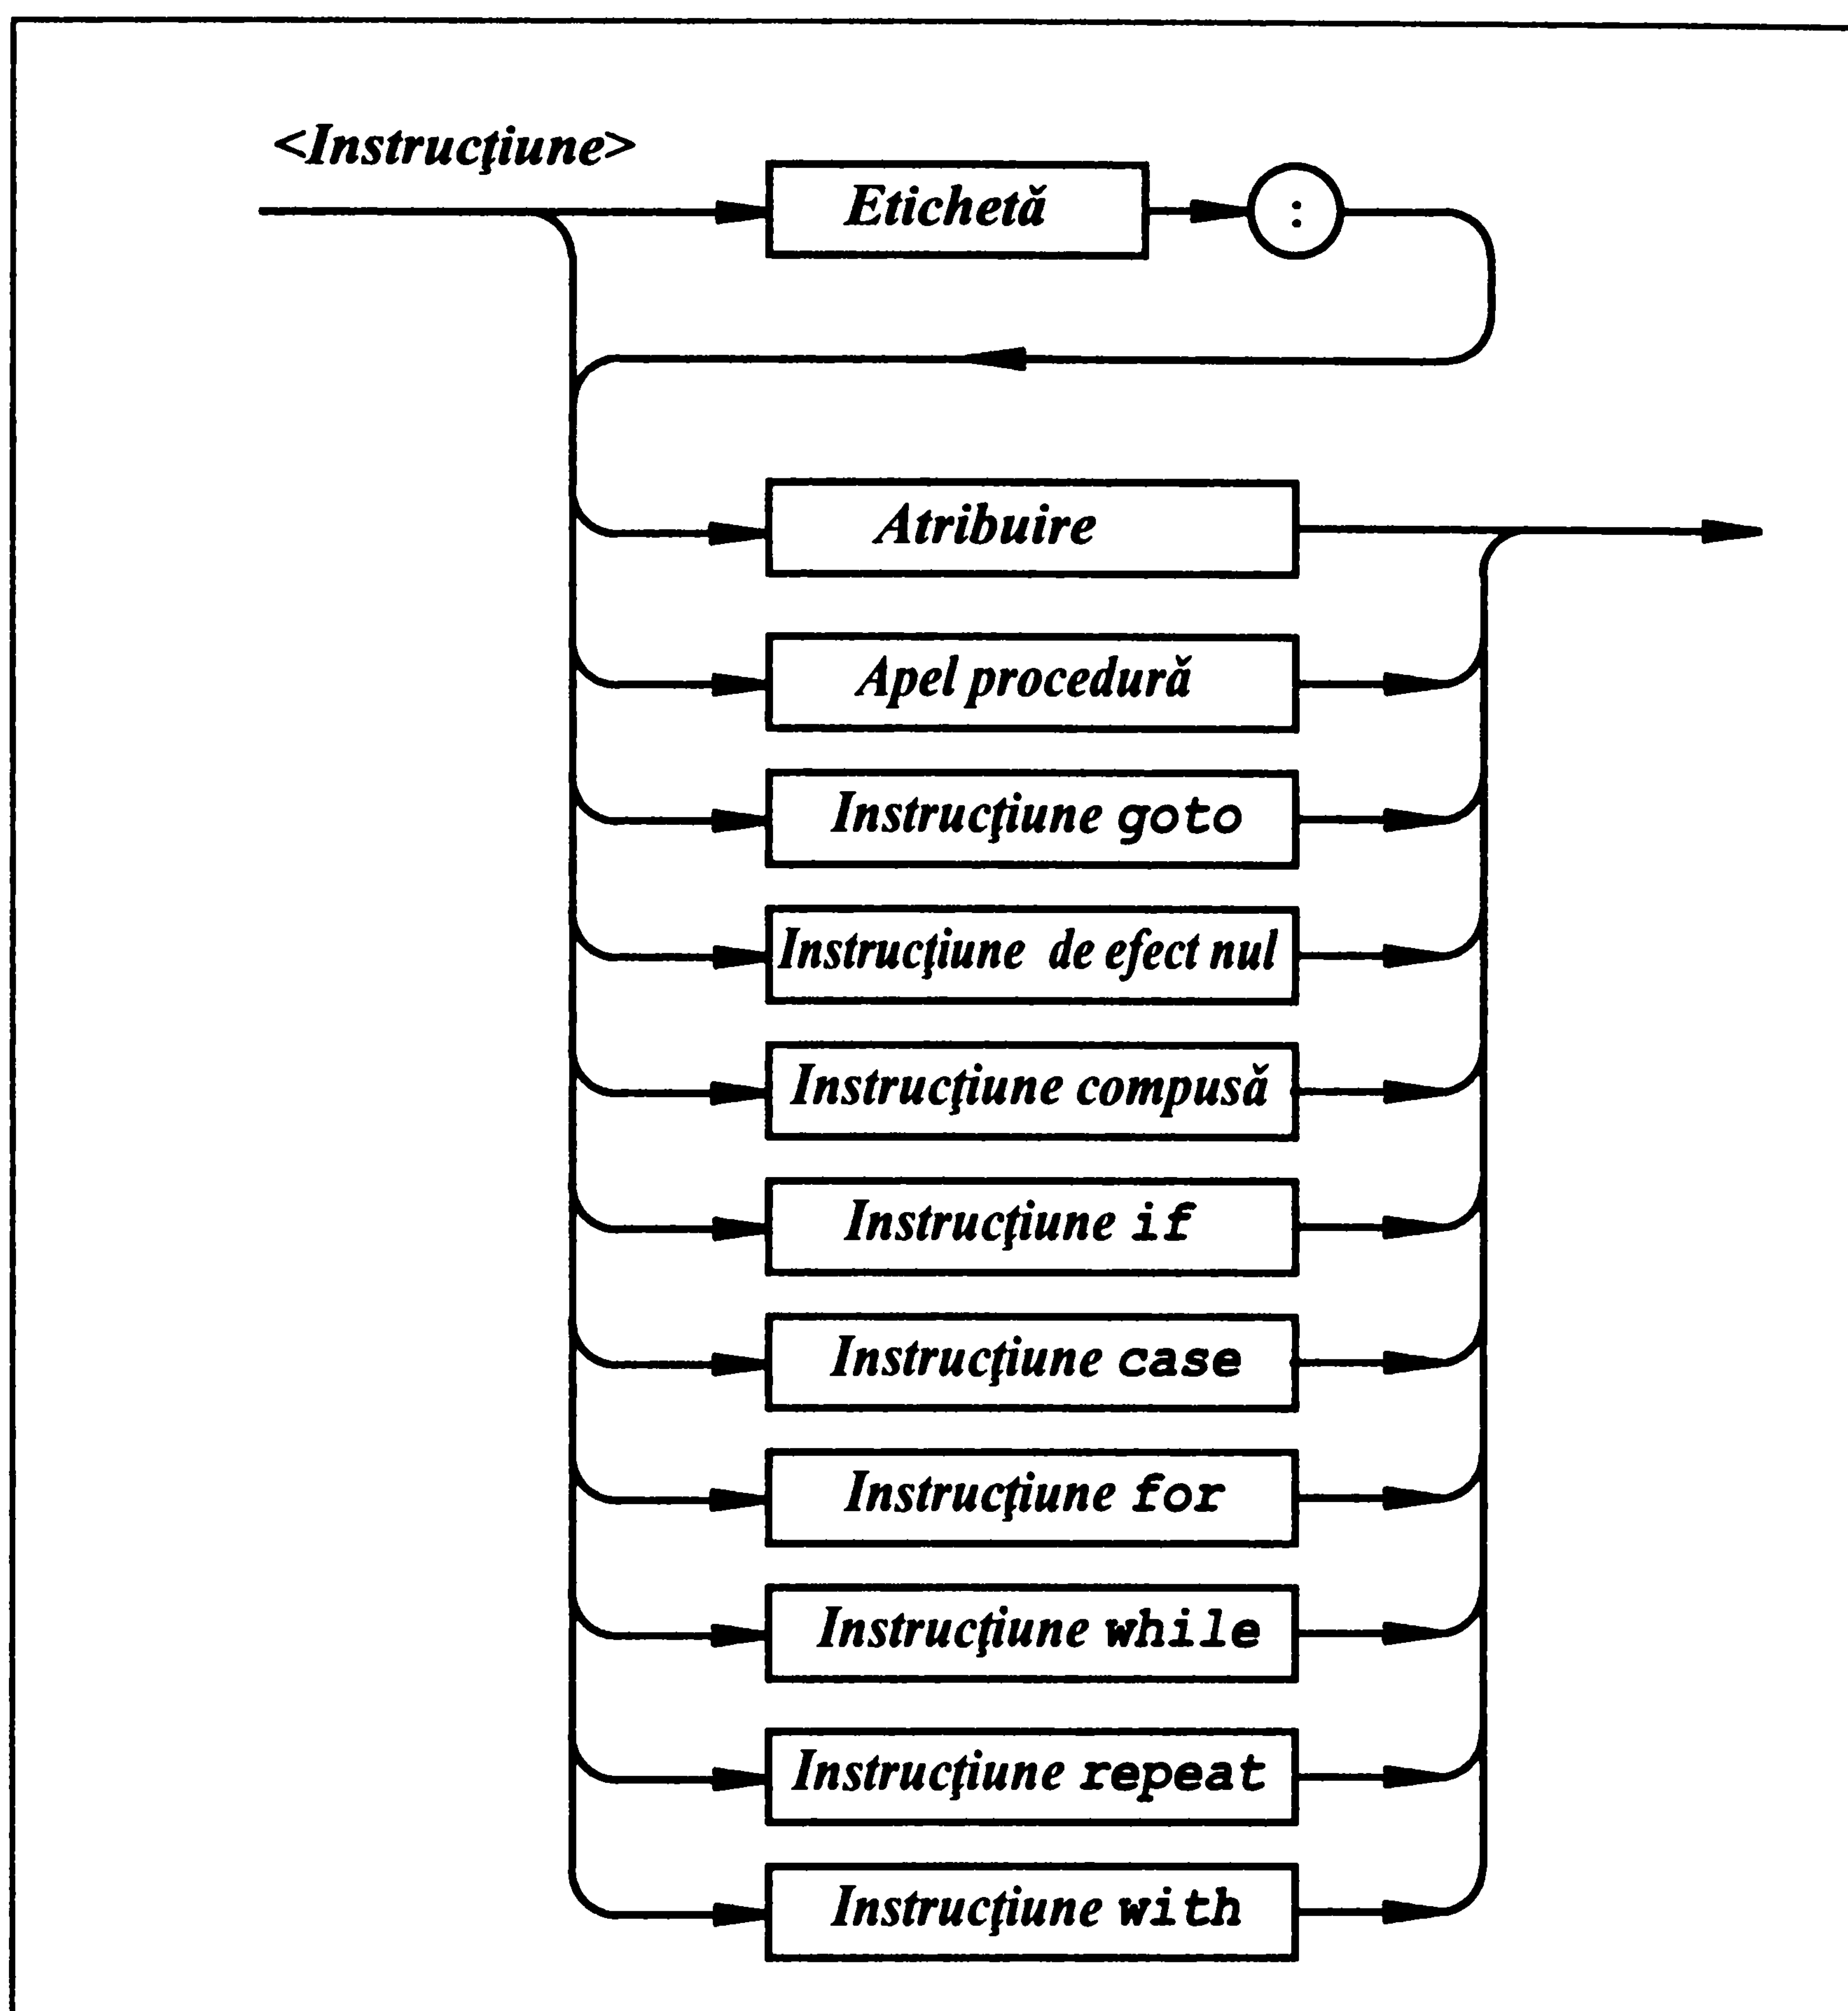 <Instrucţiune>
Etichetă :
Atribuire
Apel procedură
Instrucţiune goto
Instrucţiune de efect nul
Instrucţiune compusă
Instrucţiune if
Instrucţiune case
Instrucţiune for
Instrucţiune while
Instrucţiune repeat
Instrucţiune with